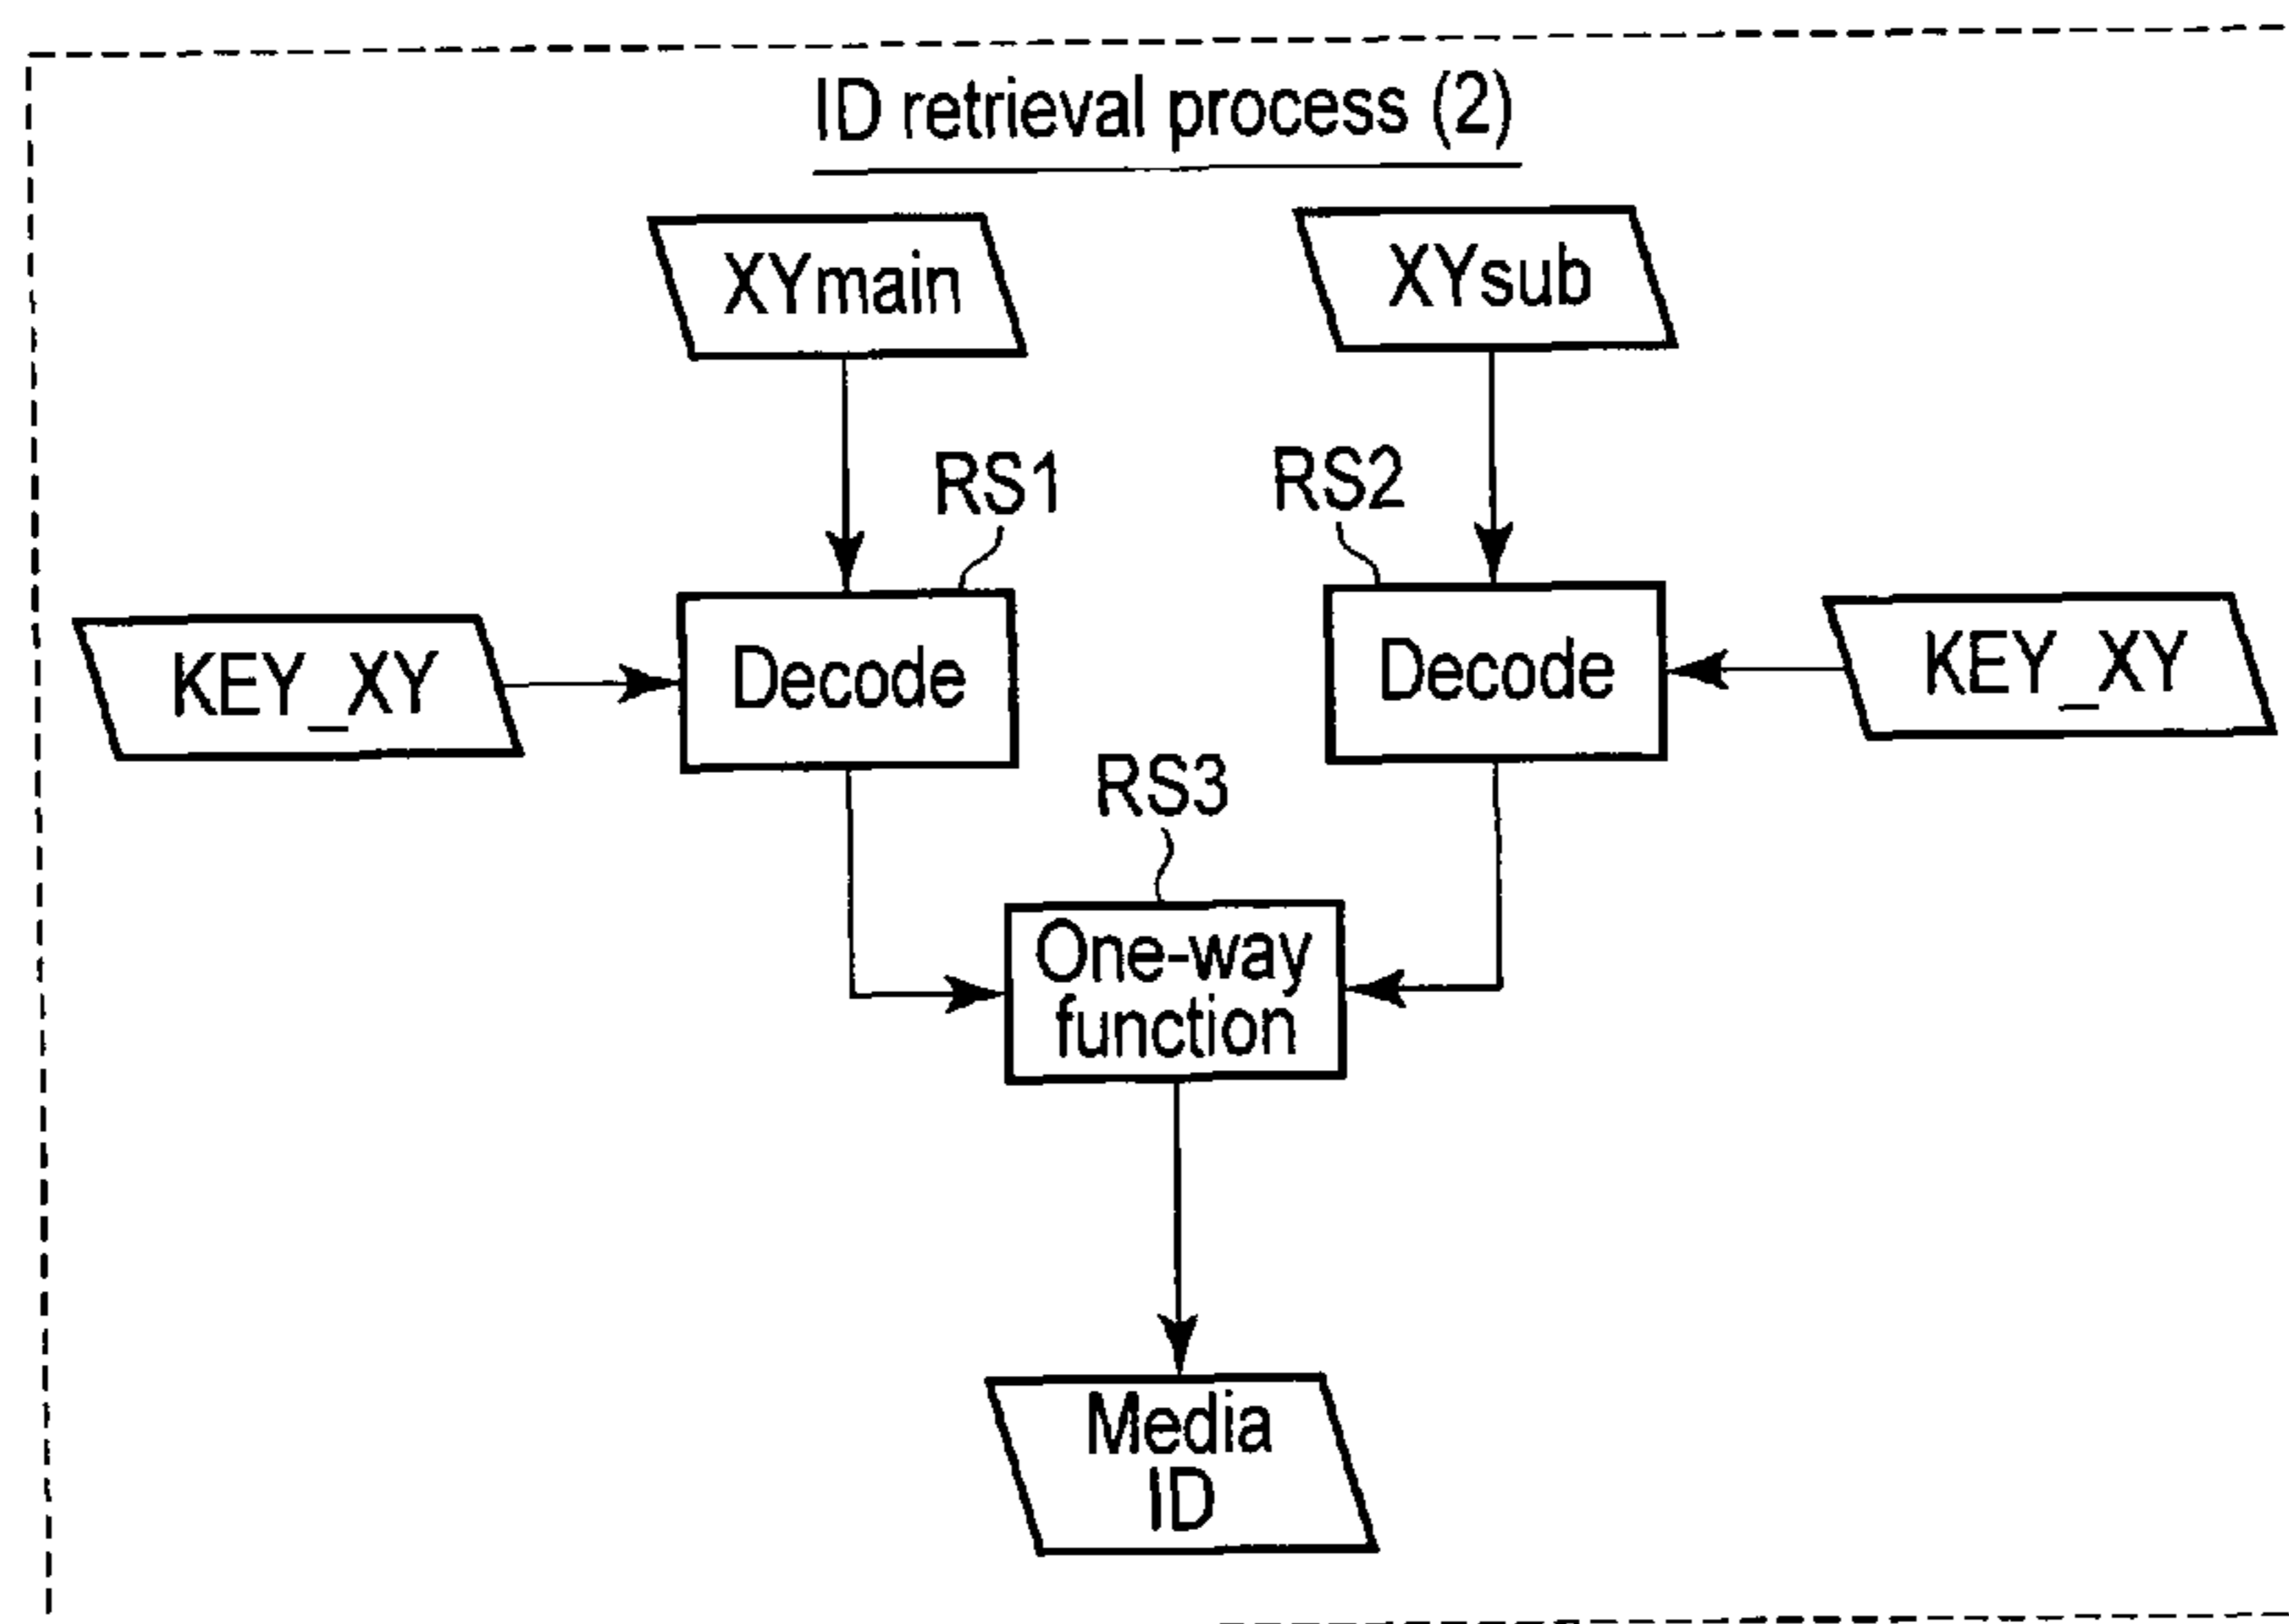 ID retrieval process (2)
XYmain
XYsub
RS1
RS2
KEY_XY
Decode
Decode
KEY_XY
RS3
One-way
function
Media
ID